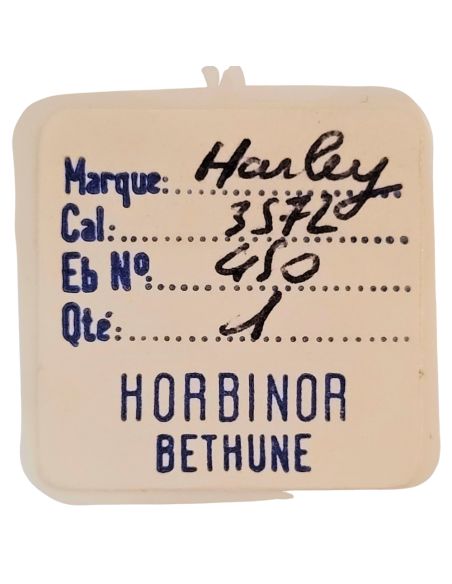 Marque: Harley
Cal: 3572
Eb Nº 450
Qté: 1
HORBINOR
BETHUNE